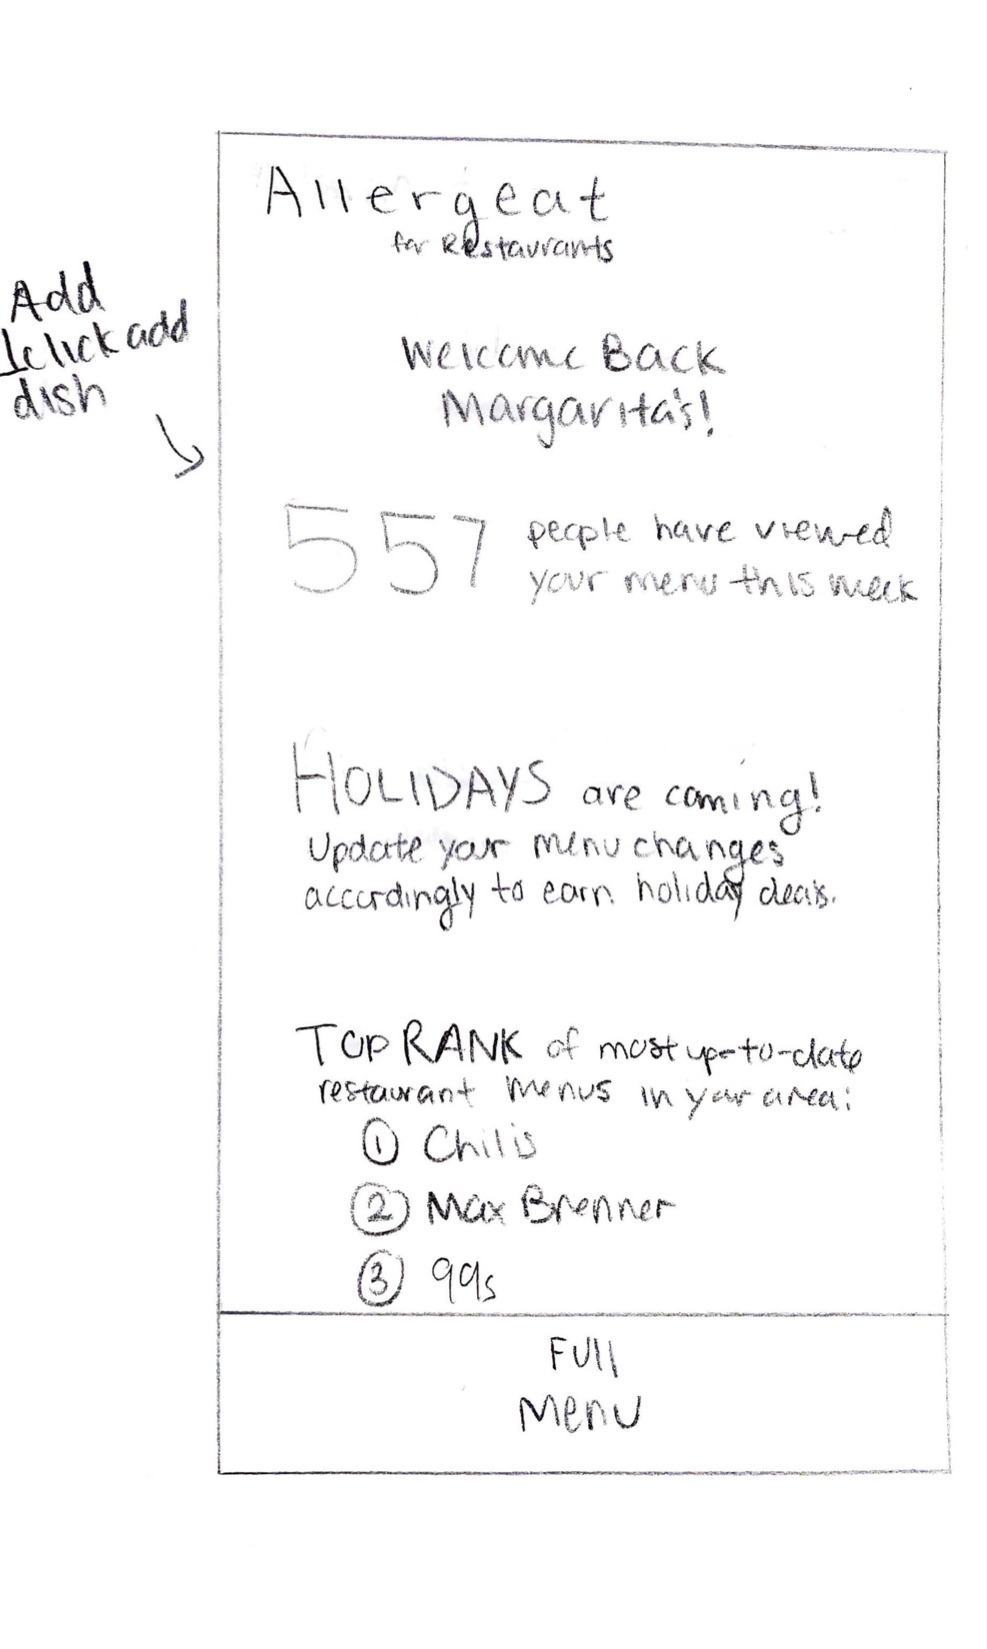 Allergeat
for Restaurants
Add
1click add
dish
Welcome Back
Margarita's!
557 people have viewed
your menu this week
HOLIDAYS are coming!
Update your menu changes
accordingly to earn holiday deals.
TOP RANK of most up-to-date
restaurant menus in your area:
1 Chilis
2 Max Brenner
3 99s
Full
Menu